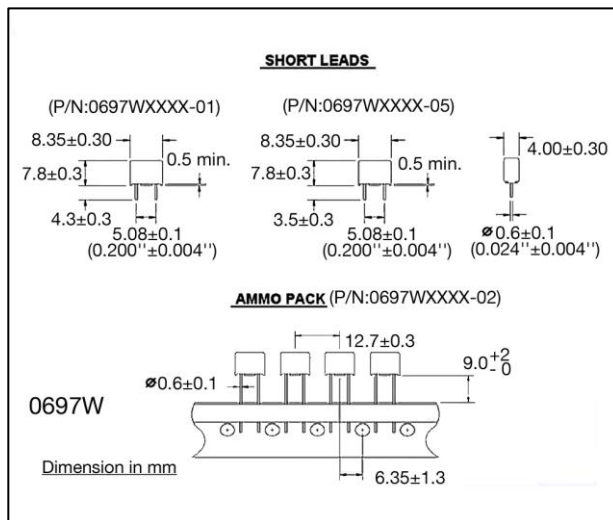 SHORT LEADS
(P/N:0697WXXXX-01)
(P/N:0697WXXXX-05)
8.35±0.30
8.35±0.30
4.00±0.30
7.8±0.3
0.5 min.
7.8±0.3
0.5 min.
4.3±0.3
3.5±0.3
5.08±0.1
(0.200''±0.004'')
5.08±0.1
(0.200''±0.004'')
ø0.6±0.1
(0.024''±0.004'')
AMMO PACK (P/N:0697WXXXX-02)
12.7±0.3
9.0+2
-0
ø0.6±0.1
0697W
Dimension in mm
6.35±1.3